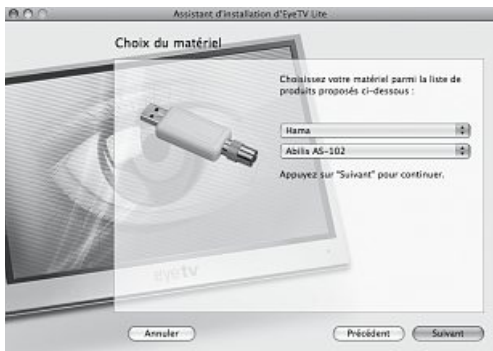 Assistant d'installation d'EyeTV Lite
Choix du matériel
Choisissez votre matériel parmi la liste de
produits proposés ci-dessous :
Hama
Abilis AS-102
Appuyez sur "Suivant" pour continuer.
eyetv
Annuler
Précédent
Suivant